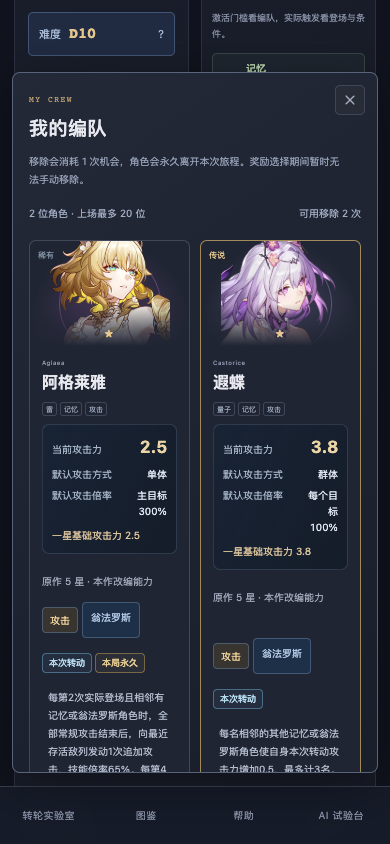 激活门槛看编队，实际触发看登场与条
件。
难度 D10 ?
记忆
MY CREW
我的编队
移除会消耗 1 次机会，角色会永久离开本次旅程。奖励选择期间暂时无
法手动移除。
2 位角色 · 上场最多 20 位
可用移除 2 次
稀有
Aglaea
阿格莱雅
雷 记忆 攻击
当前攻击力 2.5
默认攻击方式 单体
默认攻击倍率 主目标
300%
一星基础攻击力 2.5
原作 5 星 · 本作改编能力
攻击 翁法罗斯
本次转动 本局永久
每第2次实际登场且相邻有
记忆或翁法罗斯角色时，全
部常规攻击结束后，向最近
存活敌列发动1次追加攻
击，技能倍率65%。每第4
传说
Castorice
遐蝶
量子 记忆 攻击
当前攻击力 3.8
默认攻击方式 群体
默认攻击倍率 每个目
标
100%
一星基础攻击力 3.8
原作 5 星 · 本作改编能力
攻击 翁法罗斯
本次转动
每名相邻的其他记忆或翁法
罗斯角色使自身本次转动攻
击力增加0.5，最多计3名。
转轮实验室
图鉴
帮助
AI 试验台